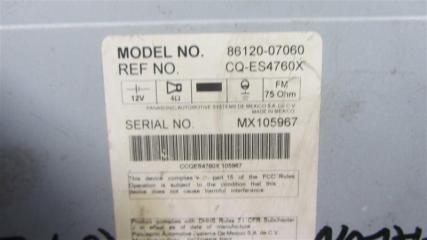 MODEL NO. 86120-07060
REF NO. CQ-ES4760X
12V 4Ω FM 75 Ohm
PANASONIC AUTOMOTIVE SYSTEMS DE MEXICO S.A. DE C.V.
MADE IN MEXICO
SERIAL NO. MX105967
CCQES4760X 105967
This device complies part 15 of the FCC Rules
Operation is subject to the condition that this
device does not cause harmful interference.
Product complies with DHHS Rules 21 CFR Subchapter
J in effect at date of manufacture.
Panasonic Automotive Systems De Mexico S.A. De C.V.